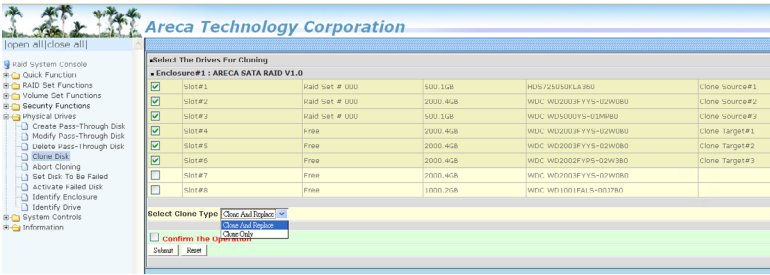 Areca Technology Corporation
|open all|close all|
Raid System Console
Quick Function
RAID Set Functions
Volume Set Functions
Security Functions
Physical Drives
Create Pass-Through Disk
Modify Pass-Through Disk
Delete Pass-Through Disk
Clone Disk
Abort Cloning
Set Disk To Be Failed
Activate Failed Disk
Identify Enclosure
Identify Drive
System Controls
Information
Select The Drives For Cloning
Enclosure#1 : ARECA SATA RAID V1.0
Slot#1 Raid Set # 000 500.1GB HDS725050KLA360 Clone Source#1
Slot#2 Raid Set # 000 2000.4GB WDC WD2003FYYS-02W0B0 Clone Source#2
Slot#3 Raid Set # 000 500.1GB WDC WD5000YS-01MPB0 Clone Source#3
Slot#4 Free 2000.4GB WDC WD2003FYYS-02W0B0 Clone Target#1
Slot#5 Free 2000.4GB WDC WD2003FYYS-02W0B0 Clone Target#2
Slot#6 Free 2000.4GB WDC WD2002FYPS-02W3B0 Clone Target#3
Slot#7 Free 2000.4GB WDC WD2003FYYS-02W0B0
Slot#8 Free 1000.2GB WDC WD1001FALS-00J7B0
Select Clone Type Clone And Replace
Clone And Replace
Clone Only
Confirm The Operation
Submit Reset